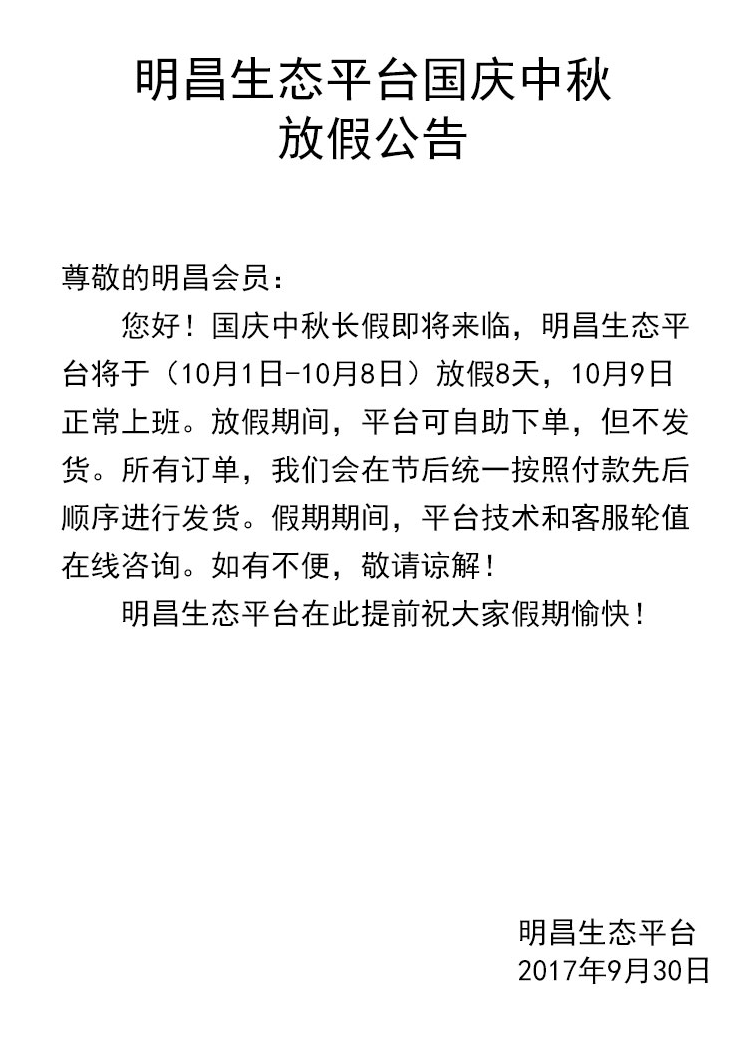 明昌生态平台国庆中秋
放假公告
尊敬的明昌会员：
您好！国庆中秋长假即将来临，明昌生态平
台将于（10月1日-10月8日）放假8天，10月9日
正常上班。放假期间，平台可自助下单，但不发
货。所有订单，我们会在节后统一按照付款先后
顺序进行发货。假期期间，平台技术和客服轮值
在线咨询。如有不便，敬请谅解！
明昌生态平台在此提前祝大家假期愉快！
明昌生态平台
2017年9月30日